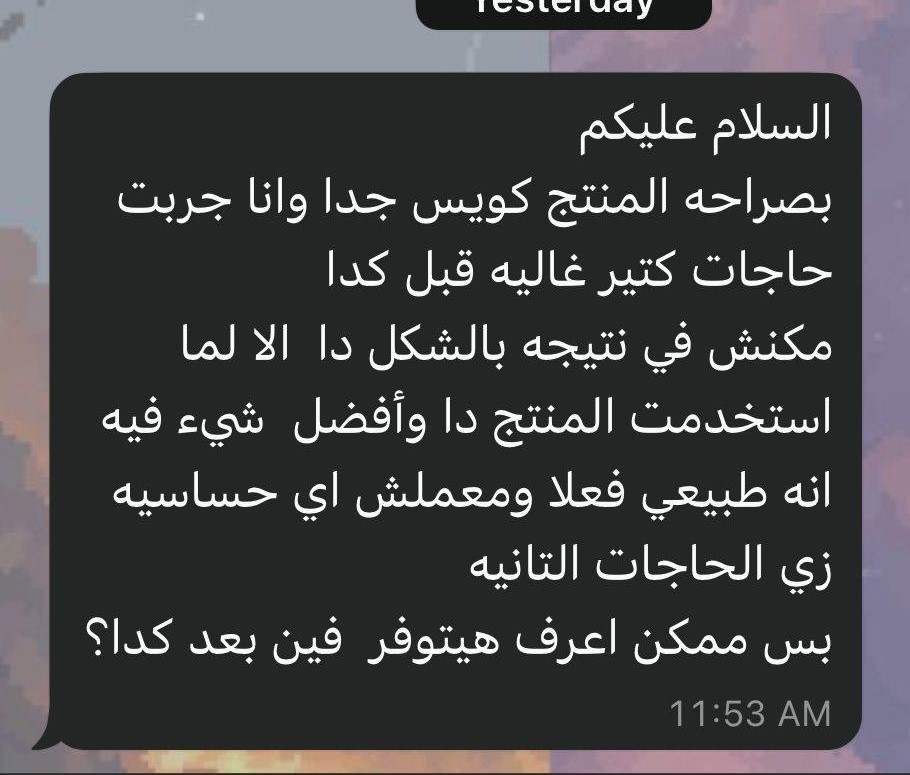 Yesterday
السلام عليكم
بصراحه المنتج كويس جدا وانا جربت
حاجات كتير غاليه قبل كدا
مكنش في نتيجه بالشكل دا  الا لما
استخدمت المنتج دا وأفضل  شيء فيه
انه طبيعي فعلا ومعملش اي حساسيه
زي الحاجات التانيه
بس ممكن اعرف هيتوفر  فين بعد كدا؟
11:53 AM